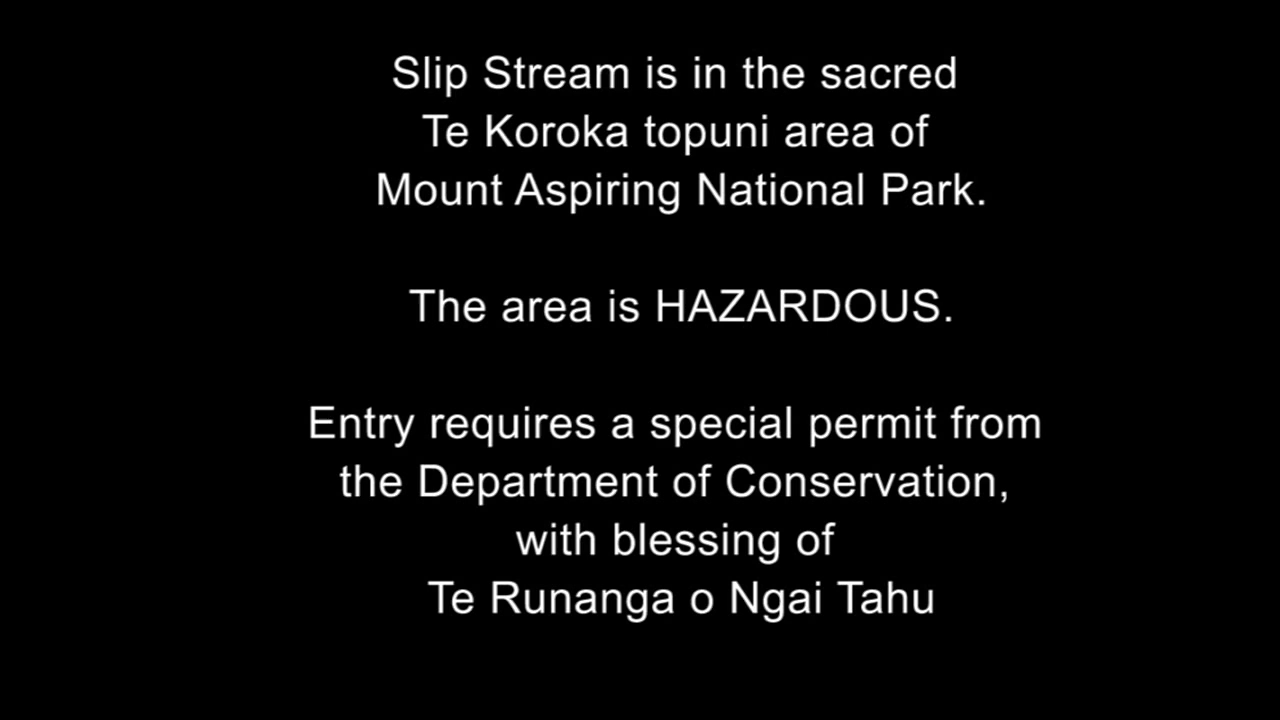 Slip Stream is in the sacred
Te Koroka topuni area of
Mount Aspiring National Park.
The area is HAZARDOUS.
Entry requires a special permit from
the Department of Conservation,
with blessing of
Te Runanga o Ngai Tahu